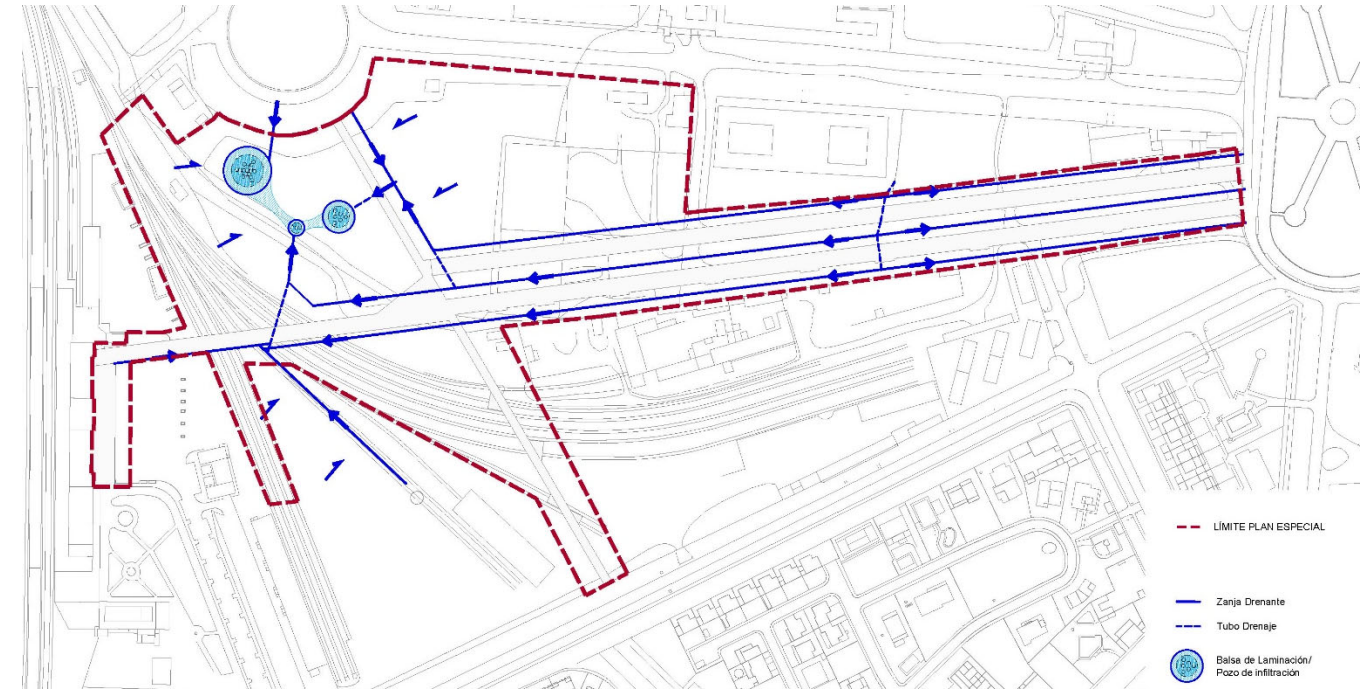 LÍMITE PLAN ESPECIAL
Zanja Drenante
Tubo Drenaje
Balsa de Laminación/
Pozo de infiltración